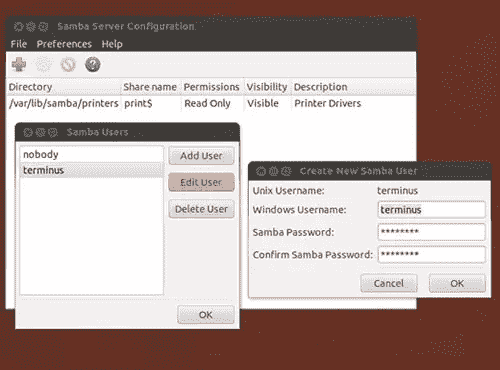 Samba Server Configuration
File Preferences Help
Directory Share name Permissions Visibility Description
/var/lib/samba/printers print$ Read Only Visible Printer Drivers
Samba Users
nobody
terminus
Add User
Edit User
Delete User
OK
Create New Samba User
Unix Username: terminus
Windows Username: terminus
Samba Password: ********
Confirm Samba Password: ********
Cancel OK